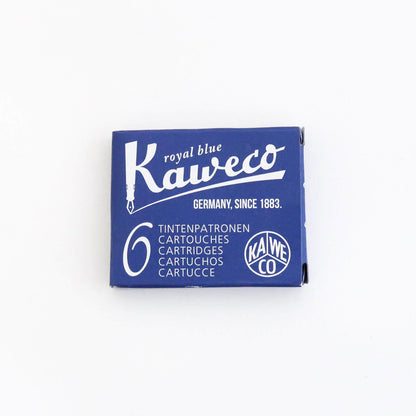 royal blue
Kaweco
GERMANY, SINCE 1883.
6
TINTENPATRONEN
CARTOUCHES
CARTRIDGES
CARTUCHOS
CARTUCCE
KA WE
CO